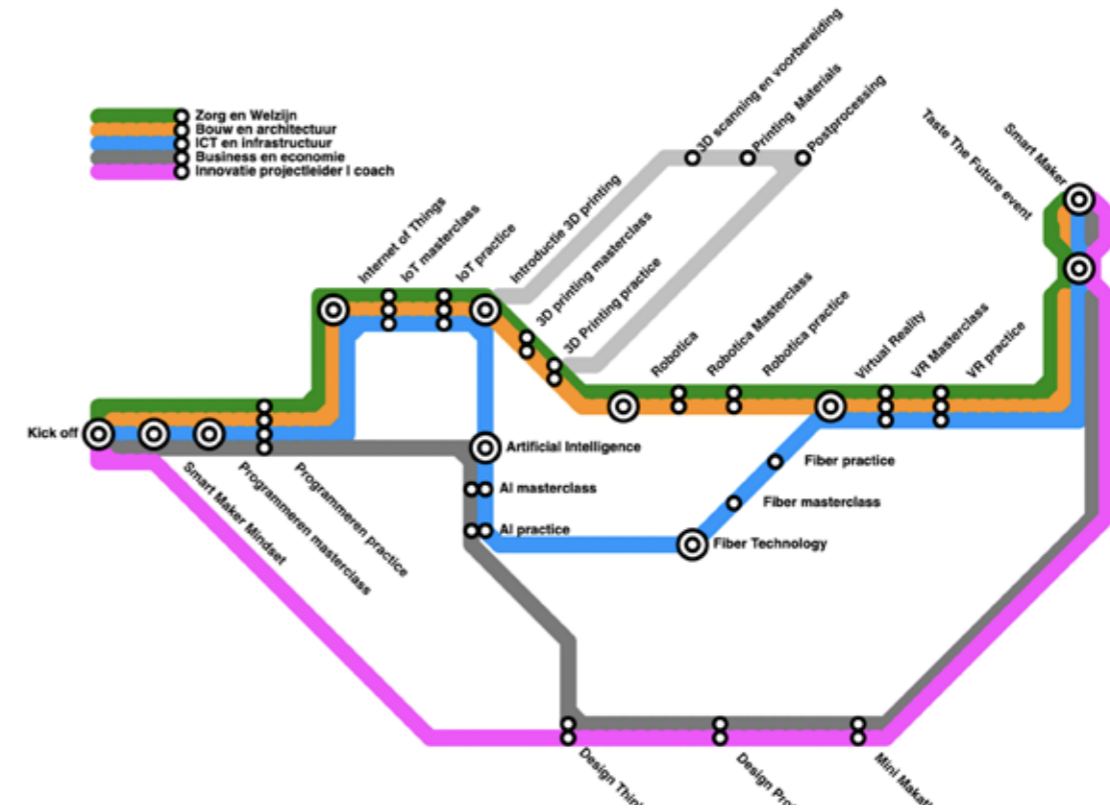 Zorg en Welzijn
Bouw en architectuur
ICT en infrastructuur
Business en economie
Innovatie projectleider I coach
3D scanning en voorbereiding
Printing Materials
Postprocessing
Taste The Future event
Smart Maker
Internet of Things
IoT masterclass
IoT practice
Introductie 3D printing
3D printing masterclass
3D Printing practice
Robotica
Robotica Masterclass
Robotica practice
Virtual Reality
VR Masterclass
VR practice
Kick off
Smart Maker Mindset
Programmeren masterclass
Programmeren practice
Artificial Intelligence
AI masterclass
AI practice
Fiber practice
Fiber masterclass
Fiber Technology
Design
Design
Mini